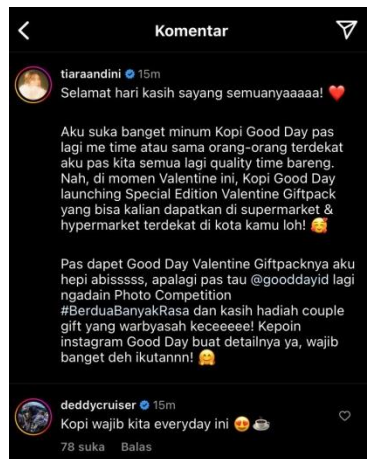 Komentar
tiaraandini 15m
Selamat hari kasih sayang semuanyaaaaa! ❤️
Aku suka banget minum Kopi Good Day pas
lagi me time atau sama orang-orang terdekat
aku pas kita semua lagi quality time bareng.
Nah, di momen Valentine ini, Kopi Good Day
launching Special Edition Valentine Giftpack
yang bisa kalian dapatkan di supermarket &
hypermarket terdekat di kota kamu loh! 🥰
Pas dapet Good Day Valentine Giftpacknya aku
hepi abisssss, apalagi pas tau @gooddayid lagi
ngadain Photo Competition
#BerduaBanyakRasa dan kasih hadiah couple
gift yang warbyasah keceeeeee! Kepoin
instagram Good Day buat detailnya ya, wajib
banget deh ikutannn! 🤗
deddycruiser 15m
Kopi wajib kita everyday ini 😍☕
78 suka Balas